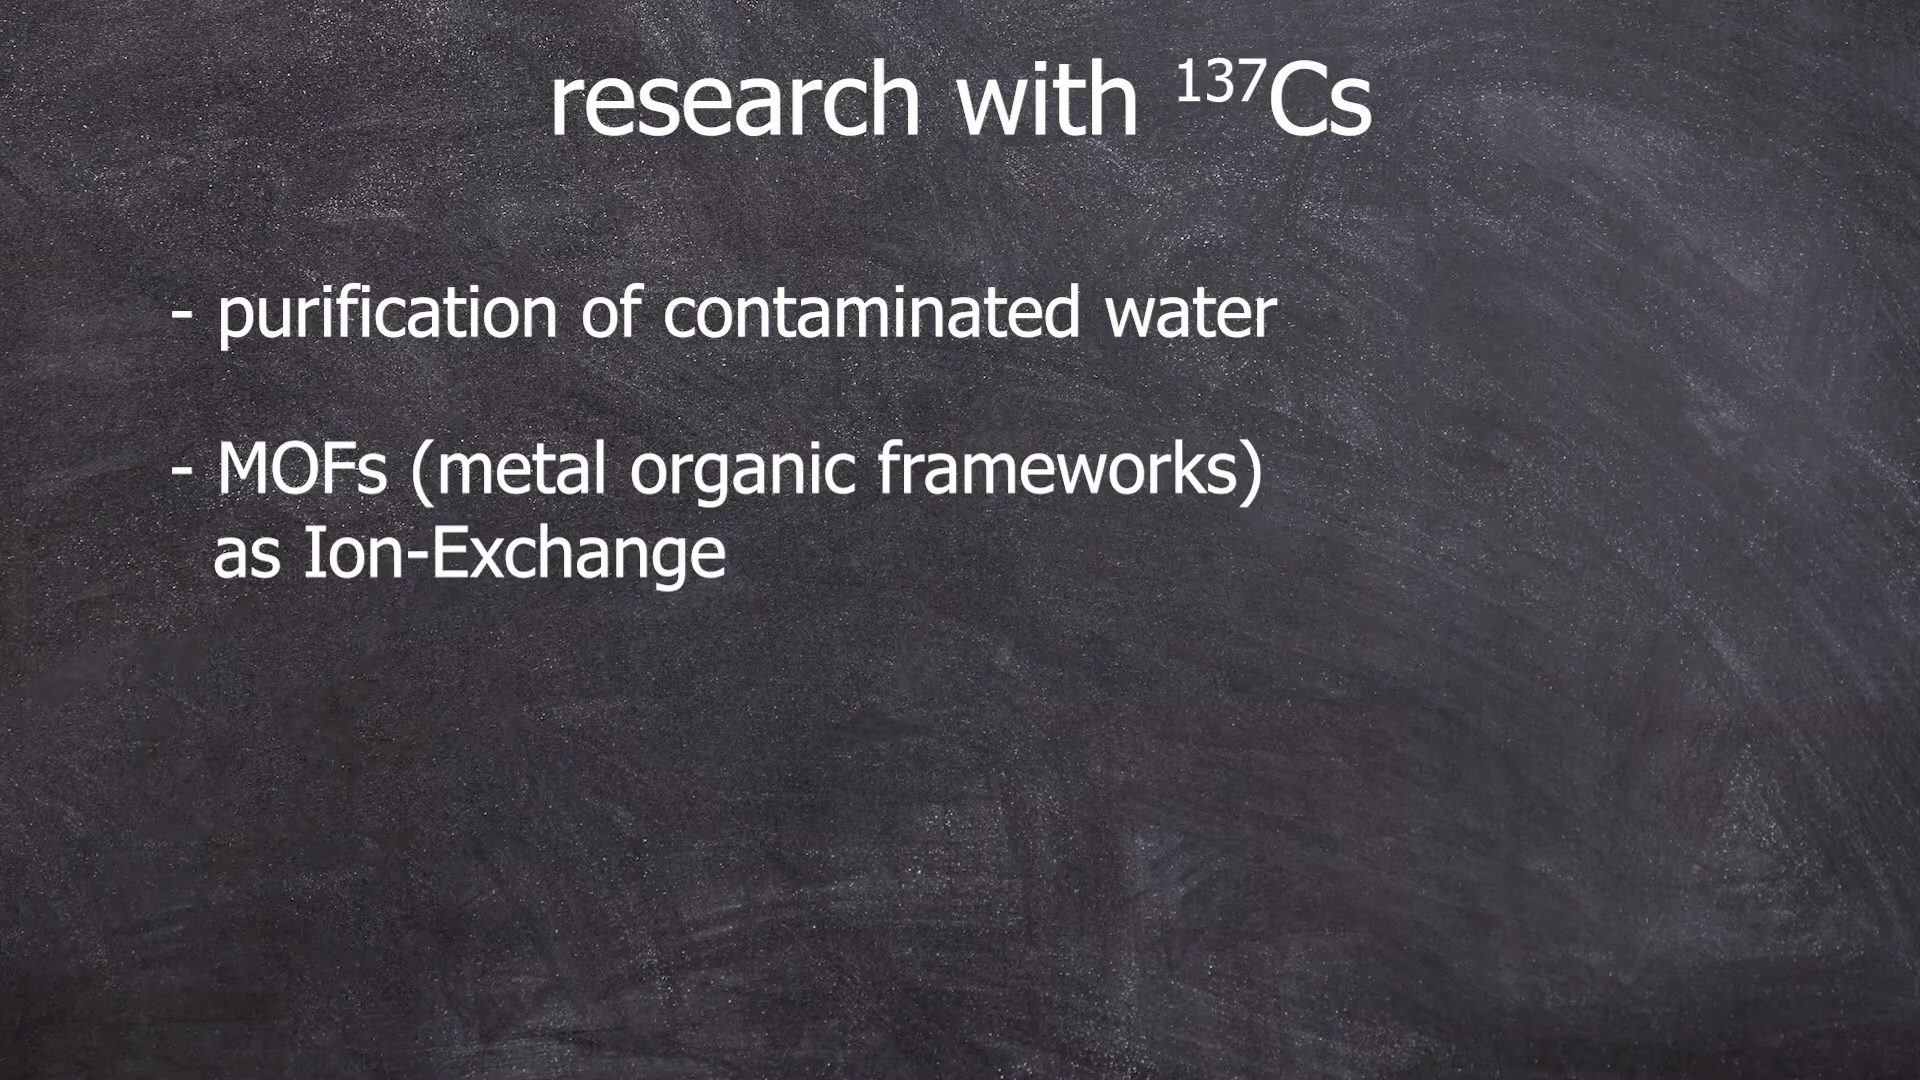 research with ¹³⁷Cs
- purification of contaminated water
- MOFs (metal organic frameworks)
as Ion-Exchange